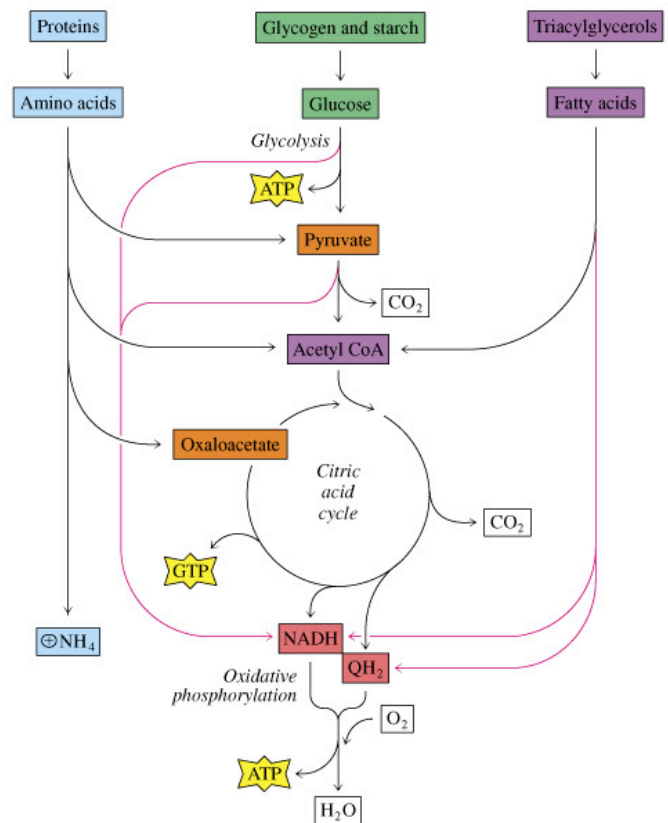 Proteins
Glycogen and starch
Triacylglycerols
Amino acids
Glucose
Fatty acids
Glycolysis
ATP
Pyruvate
CO₂
Acetyl CoA
Oxaloacetate
Citric
acid
cycle
CO₂
GTP
⊕NH₄
NADH
QH₂
Oxidative
phosphorylation
O₂
ATP
H₂O